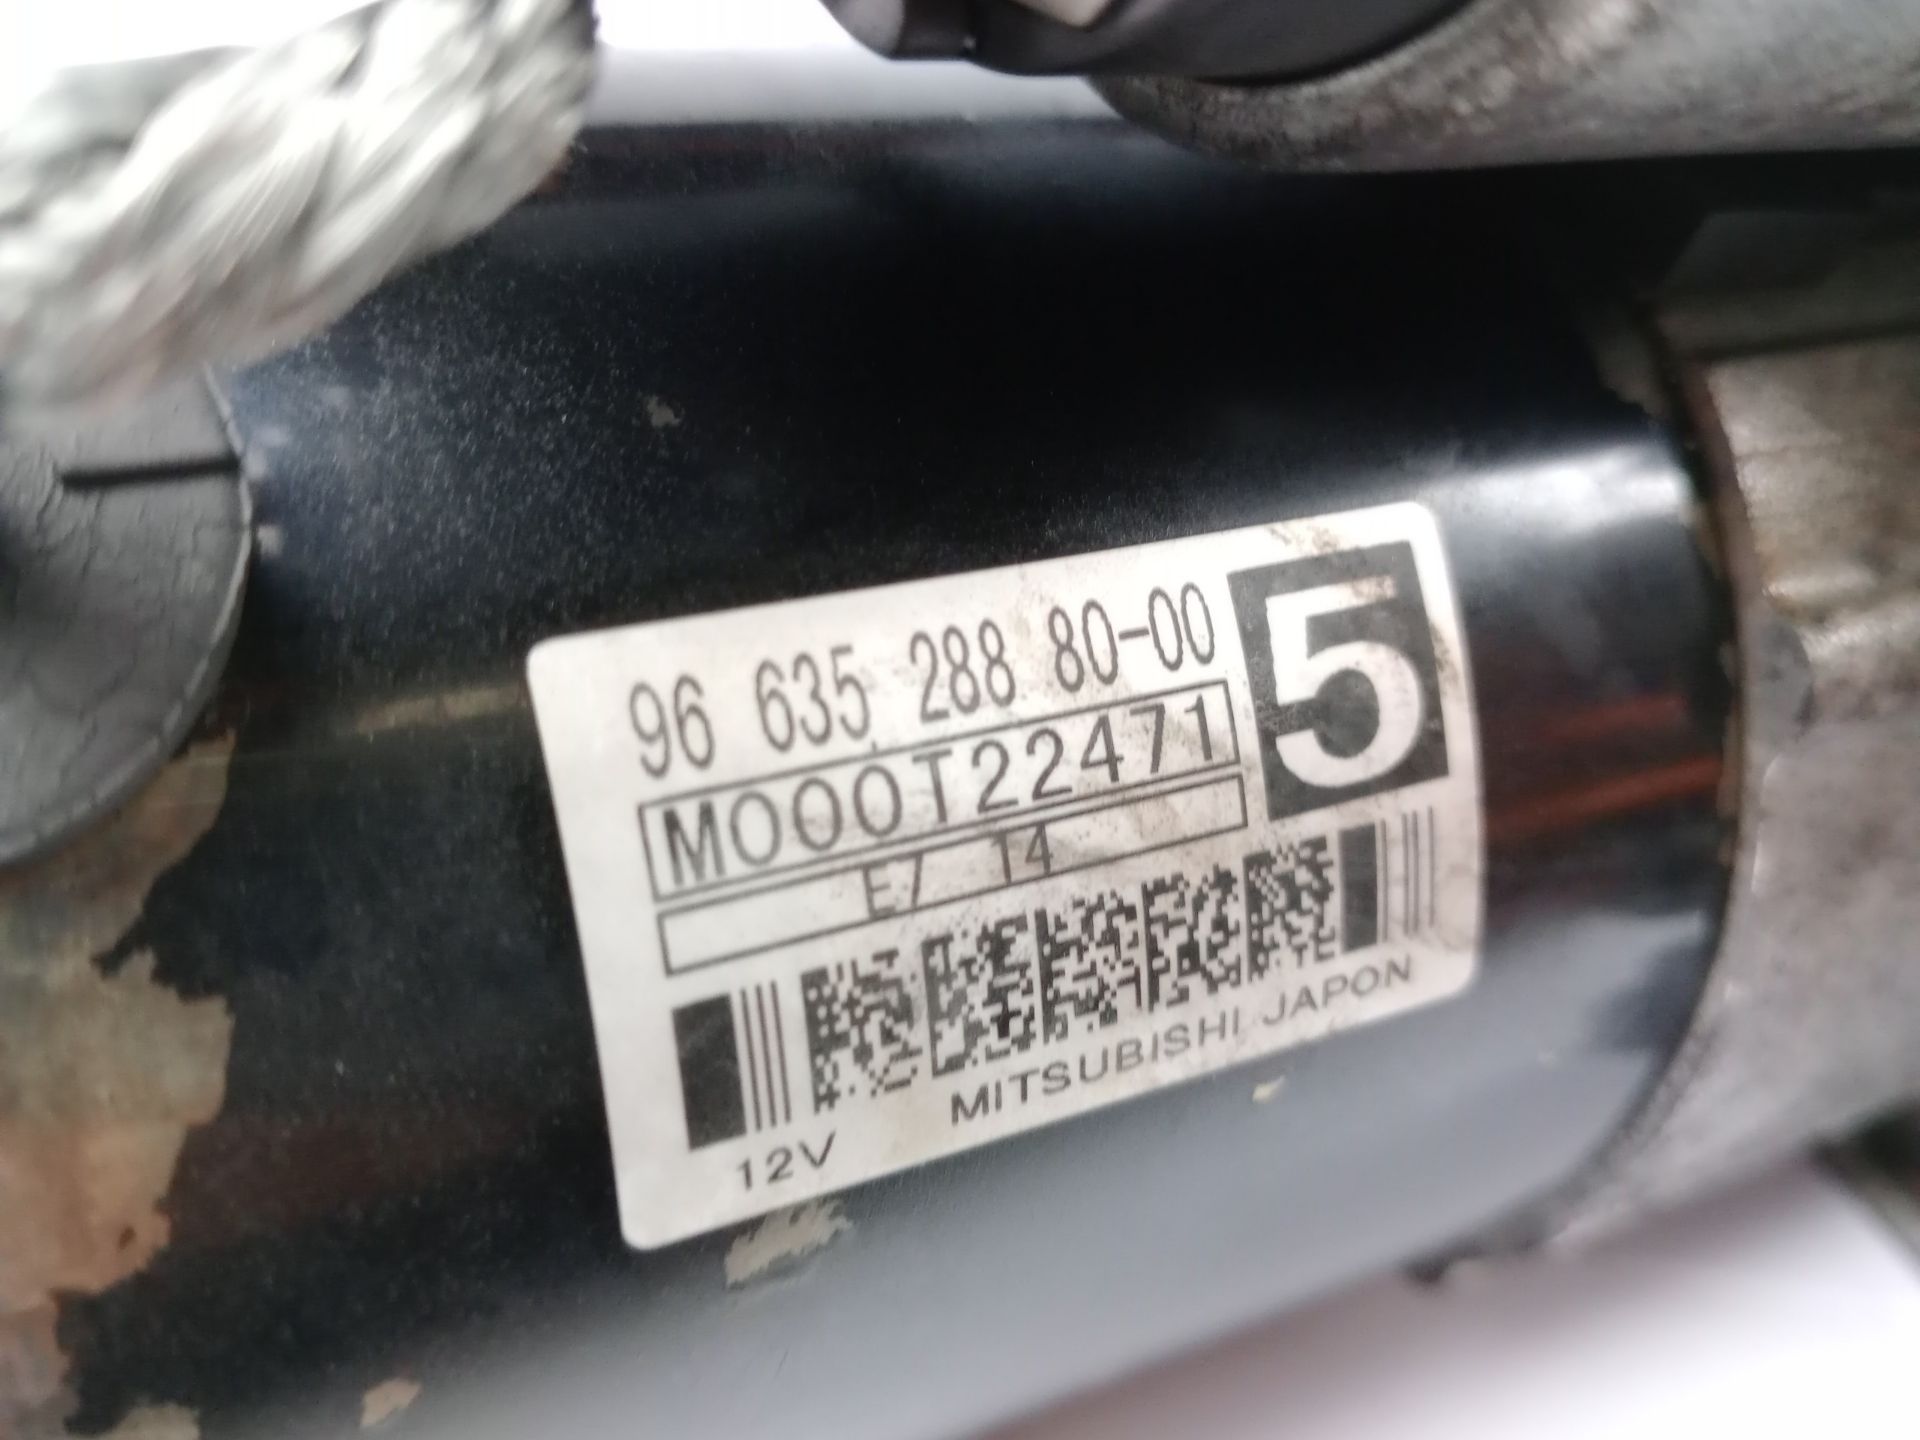 96 635 288 80-00
5
M000T22471
E7 14
12V
MITSUBISHI JAPON